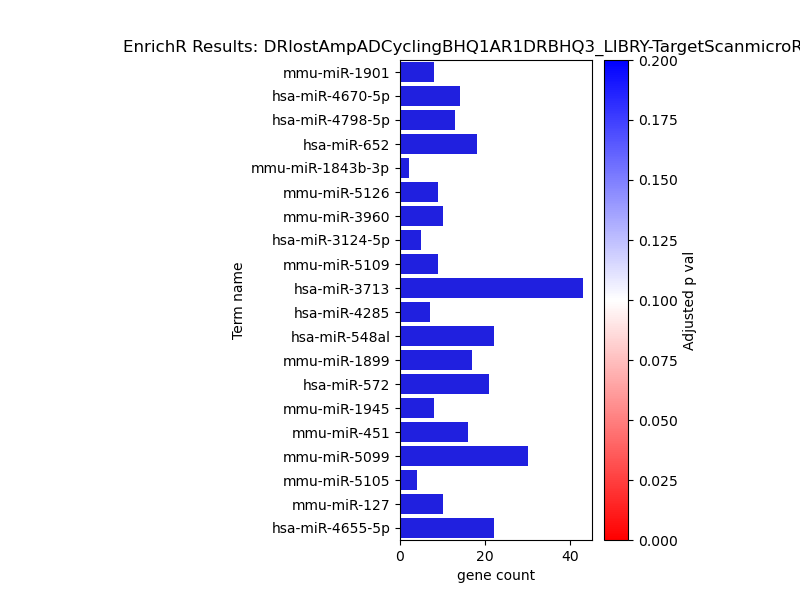 EnrichR Results: DRlostAmpADCyclingBHQ1AR1DRBHQ3_LIBRY-TargetScanmicroR
mmu-miR-1901
hsa-miR-4670-5p
hsa-miR-4798-5p
hsa-miR-652
mmu-miR-1843b-3p
mmu-miR-5126
mmu-miR-3960
hsa-miR-3124-5p
mmu-miR-5109
hsa-miR-3713
hsa-miR-4285
hsa-miR-548al
mmu-miR-1899
hsa-miR-572
mmu-miR-1945
mmu-miR-451
mmu-miR-5099
mmu-miR-5105
mmu-miR-127
hsa-miR-4655-5p
Term name
0 20 40
gene count
0.200
0.175
0.150
0.125
0.100
0.075
0.050
0.025
0.000
Adjusted p val